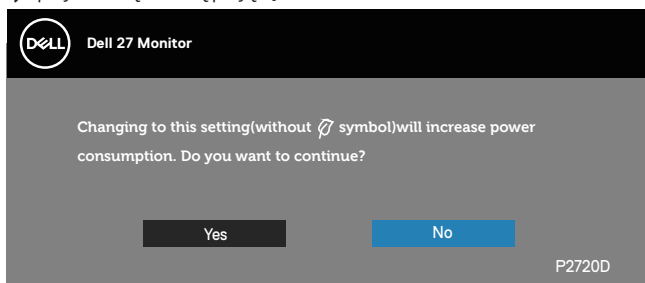 DELL
Dell 27 Monitor
Changing to this setting(without symbol)will increase power
consumption. Do you want to continue?
Yes
No
P2720D